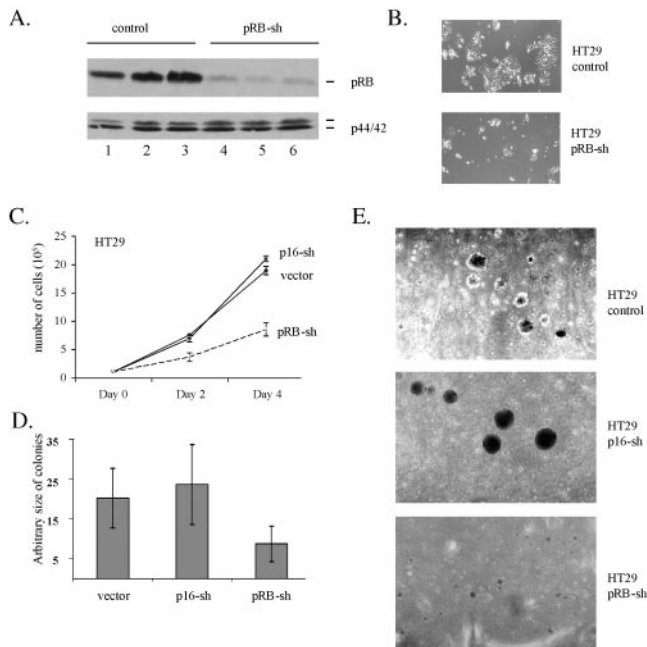 A.
control pRB-sh
pRB
p44/42
1 2 3 4 5 6
B.
HT29
control
HT29
pRB-sh
C.
HT29
number of cells (10⁵)
25
20
15
10
5
1
p16-sh
vector
pRB-sh
Day 0 Day 2 Day 4
D.
Arbitrary size of colonies
35
25
15
5
vector p16-sh pRB-sh
E.
HT29
control
HT29
p16-sh
HT29
pRB-sh